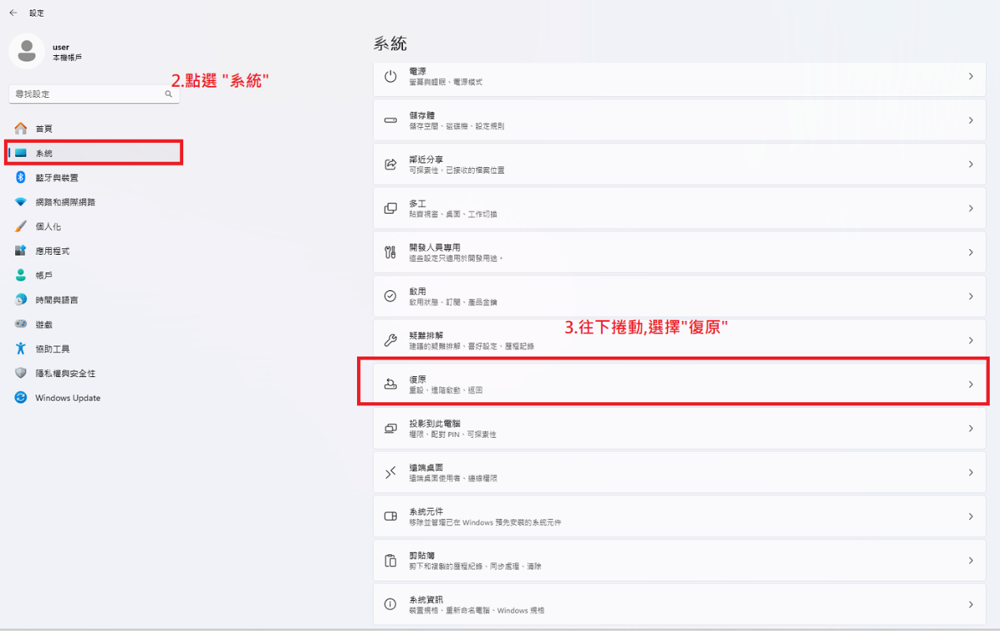 設定
user
本機帳戶
2.點選 "系統"
尋找設定
首頁
系統
藍牙與裝置
網路和網際網路
個人化
應用程式
帳戶
時間與語言
遊戲
協助工具
隱私權與安全性
Windows Update
系統
電源
螢幕與睡眠、電源模式
儲存體
儲存空間、磁碟機、設定規則
鄰近分享
可探索性，已接收的檔案位置
多工
貼齊視窗、桌面、工作切換
開發人員專用
這些設定只適用於開發用途。
啟用
啟用狀態、訂閱、產品金鑰
3.往下捲動,選擇"復原"
疑難排解
建議的疑難排解、喜好設定、歷程記錄
復原
重設、進階啟動、返回
投影到此電腦
權限、配對 PIN、可探索性
遠端桌面
遠端桌面使用者、連線權限
系統元件
移除並管理已在 Windows 預先安裝的系統元件
剪貼簿
剪下和複製的歷程紀錄、同步處理、清除
系統資訊
裝置規格、重新命名電腦、Windows 規格